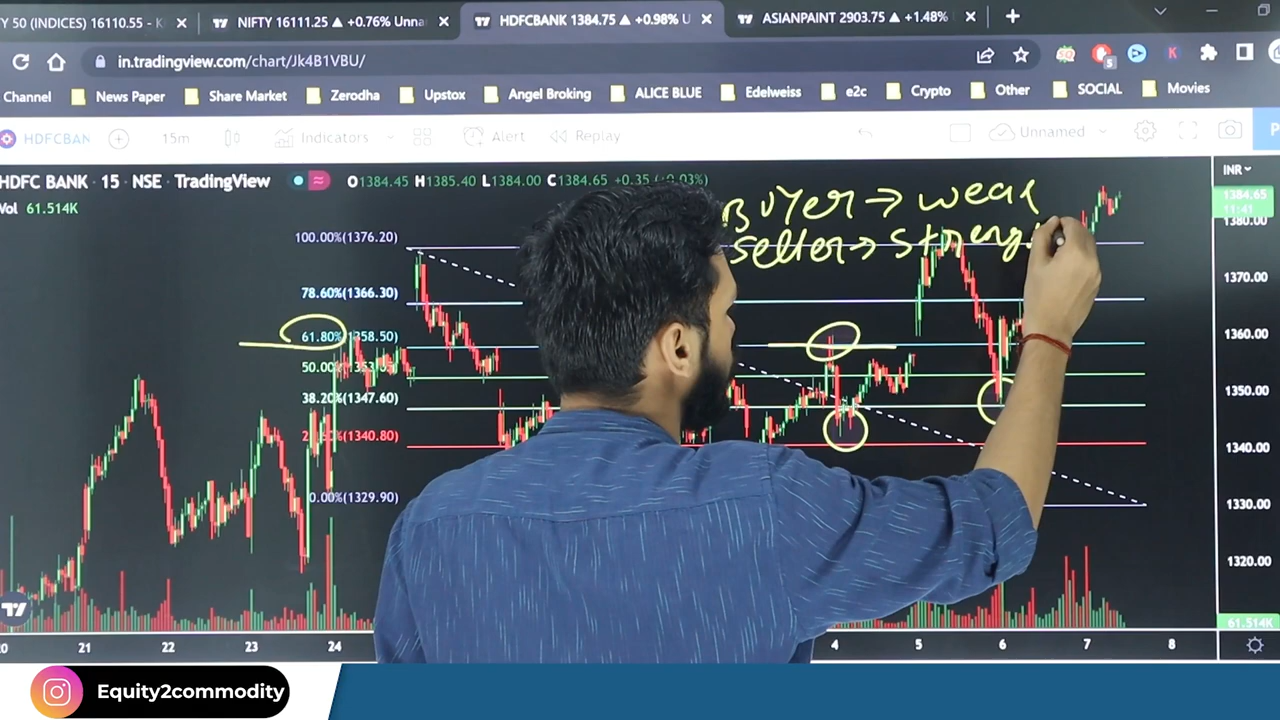 Y 50 (INDICES) 16110.55 - K
NIFTY 16111.25 ▲ +0.76% Unna
HDFCBANK 1384.75 ▲ +0.98% U
ASIANPAINT 2903.75 ▲ +1.48%
in.tradingview.com/chart/Jk4B1VBU/
Channel News Paper Share Market Zerodha Upstox Angel Broking ALICE BLUE Edelweiss e2c Crypto Other SOCIAL Movies
HDFCBAN 15m Indicators Alert Replay Unnamed P
HDFC BANK · 15 · NSE TradingView O1384.45 H1385.40 L1384.00 C1384.65 +0.35 (+0.03%)
INR
Vol 61.514K
Buyer → weak
seller → streng
1384.65
11:41
1380.00
1370.00
1360.00
1350.00
1340.00
1330.00
1320.00
61.514K
100.00%(1376.20)
78.60%(1366.30)
61.80%(1358.50)
38.20%(1347.60)
0.00%(1329.90)
20 21 22 23 24 4 5 6 7 8
Equity2commodity